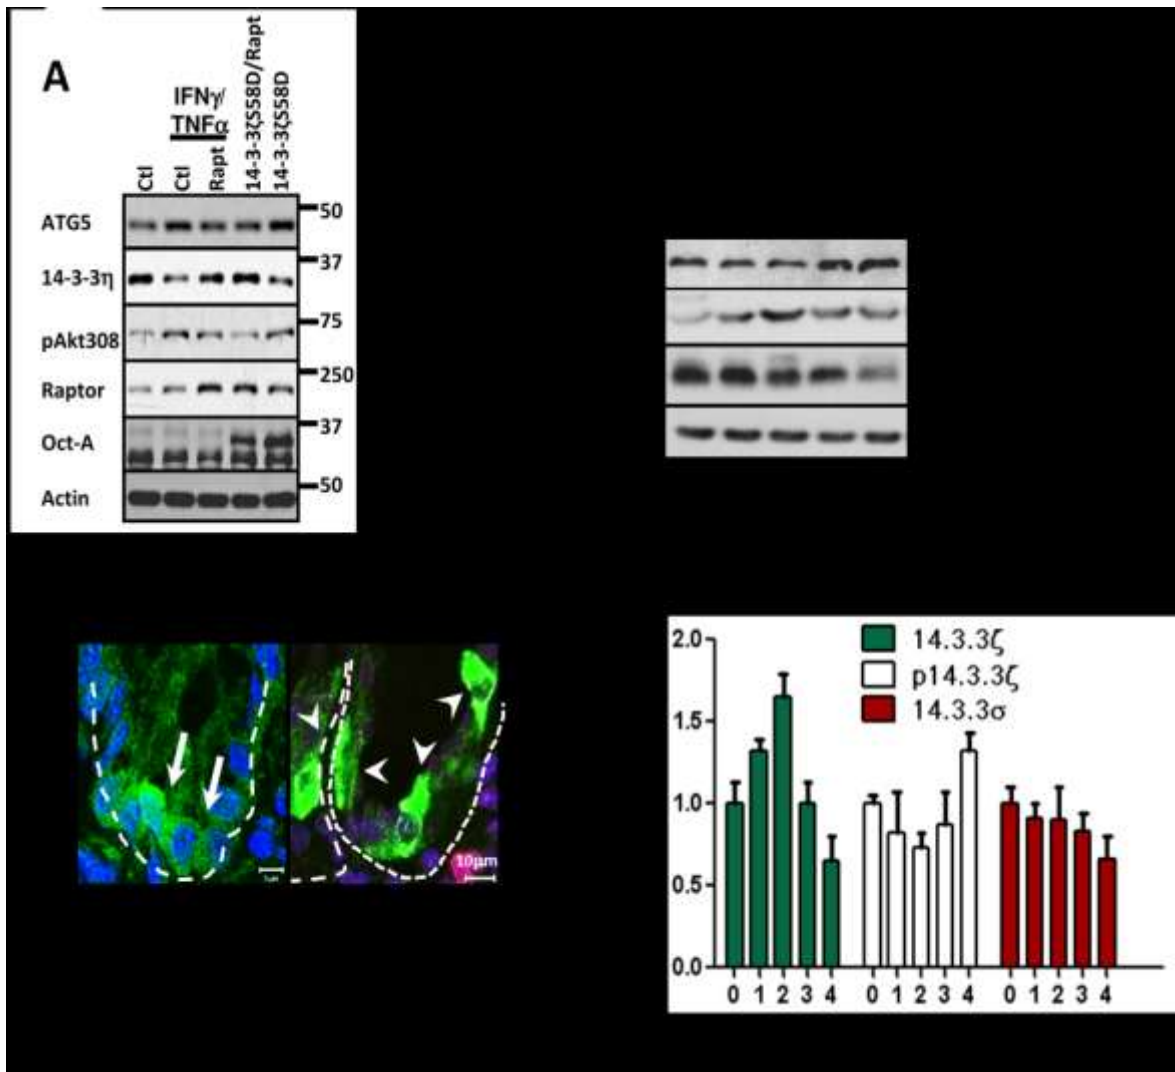 A
IFNγ/
TNFα
Ctl
Ctl
Rapt
14-3-3ζS58D/Rapt
14-3-3ζS58D
ATG5
50
14-3-3η
37
pAkt308
75
Raptor
250
Oct-A
37
Actin
50
10µm
2.0
1.5
1.0
0.5
0.0
14.3.3ζ
p14.3.3ζ
14.3.3σ
0 1 2 3 4 0 1 2 3 4 0 1 2 3 4